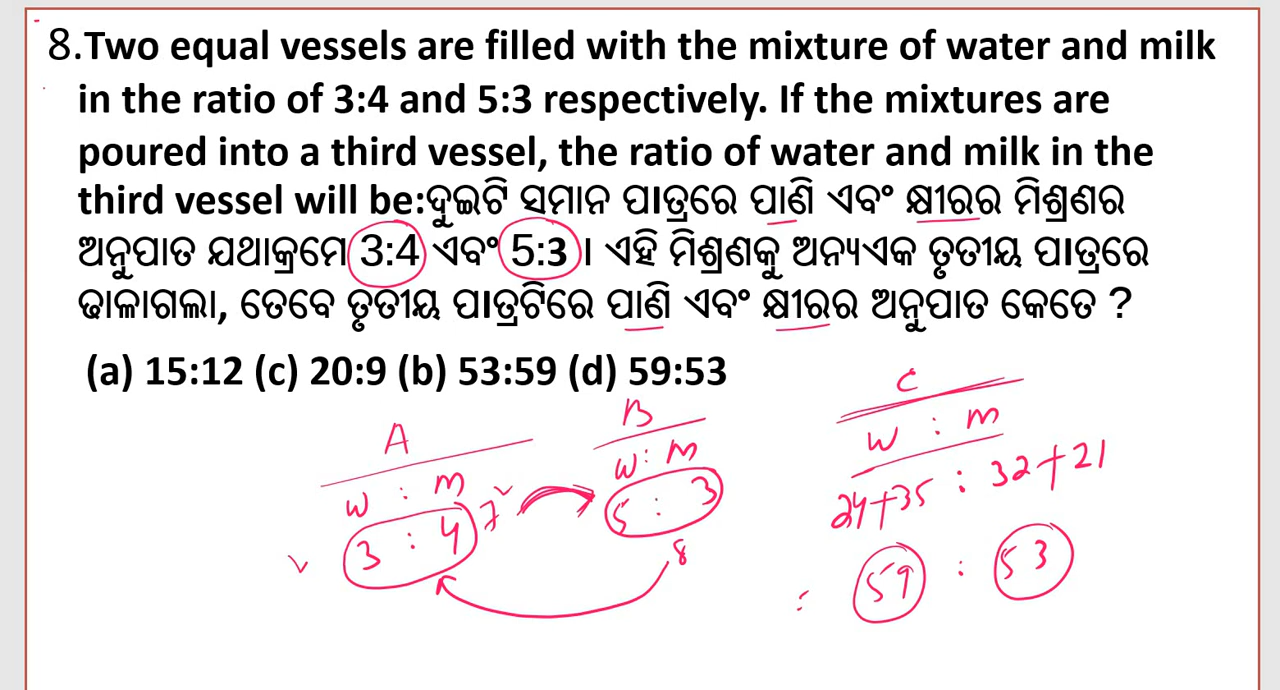 8.Two equal vessels are filled with the mixture of water and milk
in the ratio of 3:4 and 5:3 respectively. If the mixtures are
poured into a third vessel, the ratio of water and milk in the
third vessel will be:ଦୁଇଟି ସମାନ ପାତ୍ରରେ ପାଣି ଏବଂ କ୍ଷୀରର ମିଶ୍ରଣର
ଅନୁପାତ ଯଥାକ୍ରମେ 3:4 ଏବଂ 5:3 । ଏହି ମିଶ୍ରଣକୁ ଅନ୍ୟଏକ ତୃତୀୟ ପାତ୍ରରେ
ଢାଳାଗଲା, ତେବେ ତୃତୀୟ ପାତ୍ରଟିରେ ପାଣି ଏବଂ କ୍ଷୀରର ଅନୁପାତ କେତେ ?
(a) 15:12 (c) 20:9 (b) 53:59 (d) 59:53
A B C
W : M W : M W : M
3 : 4 7 5 : 3 24+35 : 32+21
8
= 59 : 53